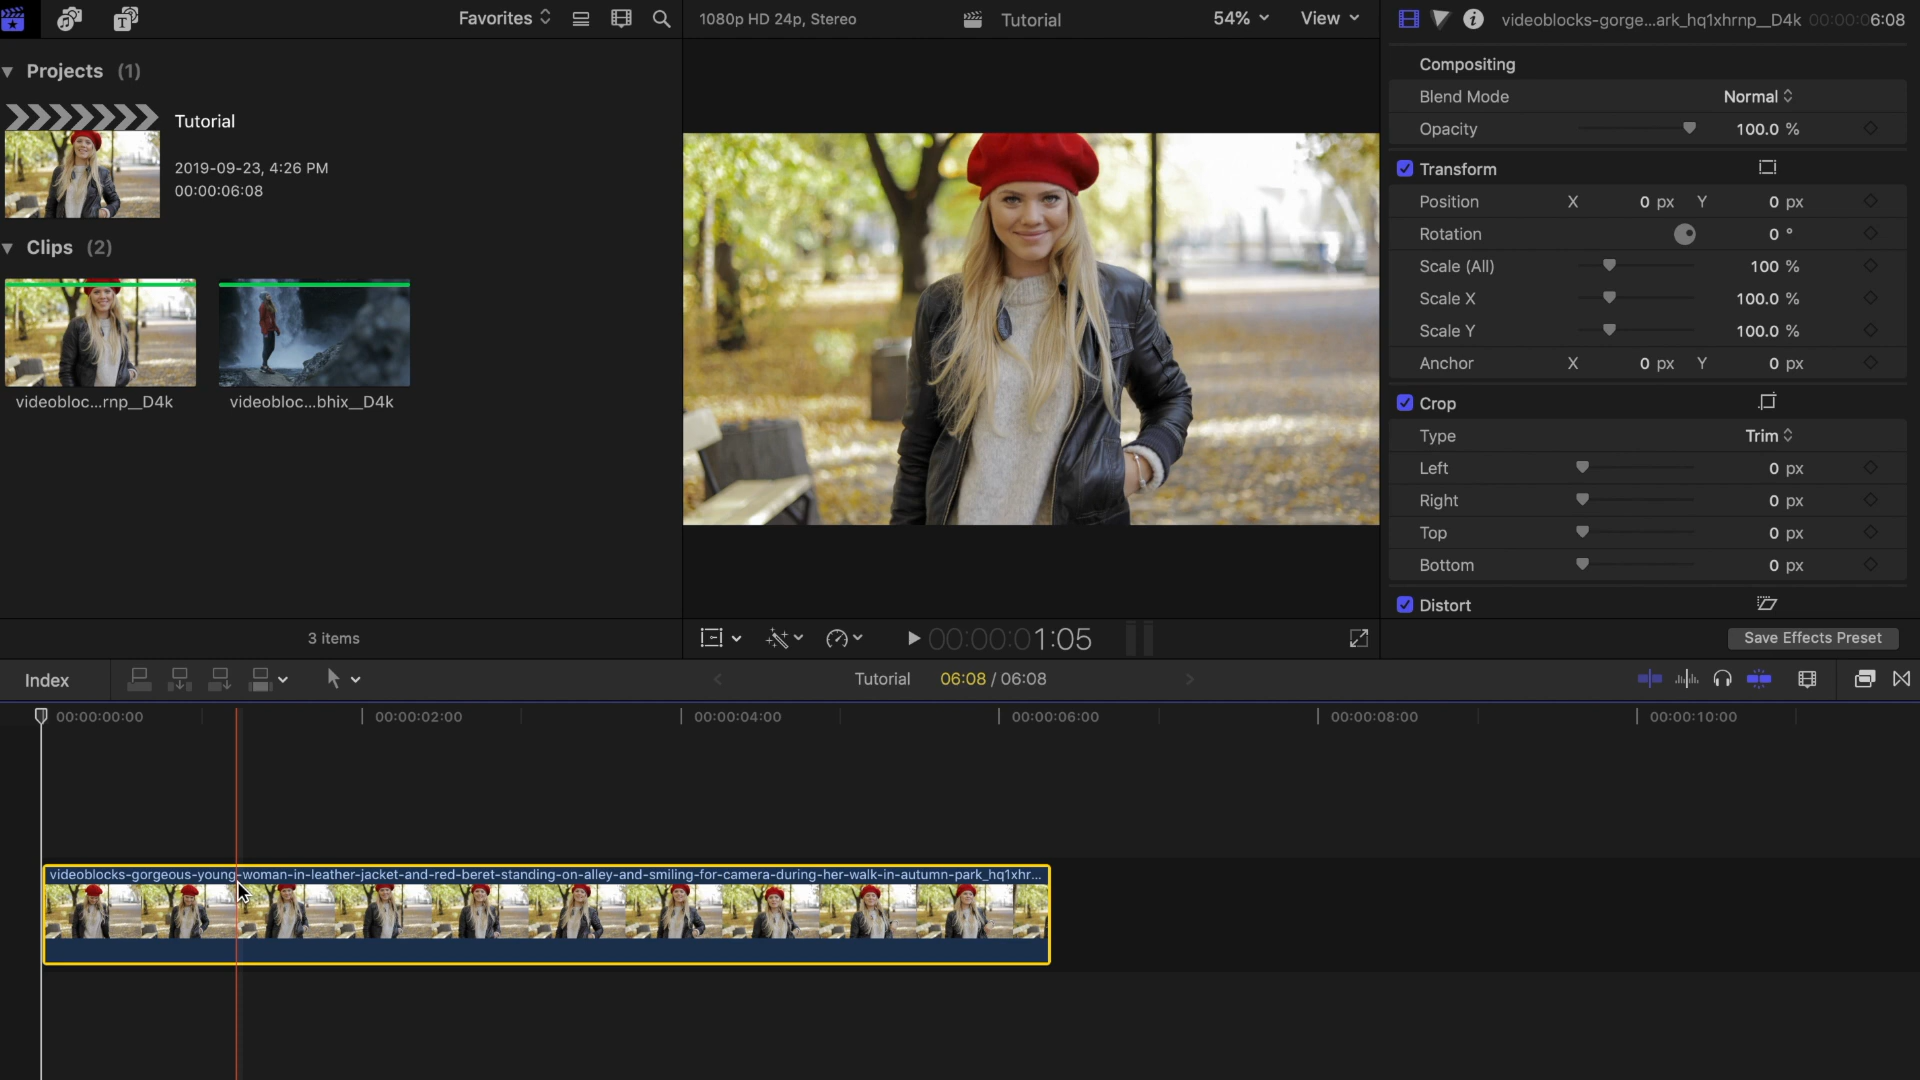 Favorites
1080p HD 24p, Stereo
Tutorial
54%
View
videoblocks-gorge...ark_hq1xhrnp__D4k
00:00:06:08
Projects (1)
Tutorial
2019-09-23, 4:26 PM
00:00:06:08
Clips (2)
videobloc...rnp__D4k
videobloc...bhix__D4k
3 items
Compositing
Blend Mode Normal
Opacity 100.0 %
Transform
Position X 0 px Y 0 px
Rotation 0 °
Scale (All) 100 %
Scale X 100.0 %
Scale Y 100.0 %
Anchor X 0 px Y 0 px
Crop
Type Trim
Left 0 px
Right 0 px
Top 0 px
Bottom 0 px
Distort
Save Effects Preset
00:00:01:05
Index
Tutorial 06:08 / 06:08
00:00:00:00 00:00:02:00 00:00:04:00 00:00:06:00 00:00:08:00 00:00:10:00
videoblocks-gorgeous-young-woman-in-leather-jacket-and-red-beret-standing-on-alley-and-smiling-for-camera-during-her-walk-in-autumn-park_hq1xhr...